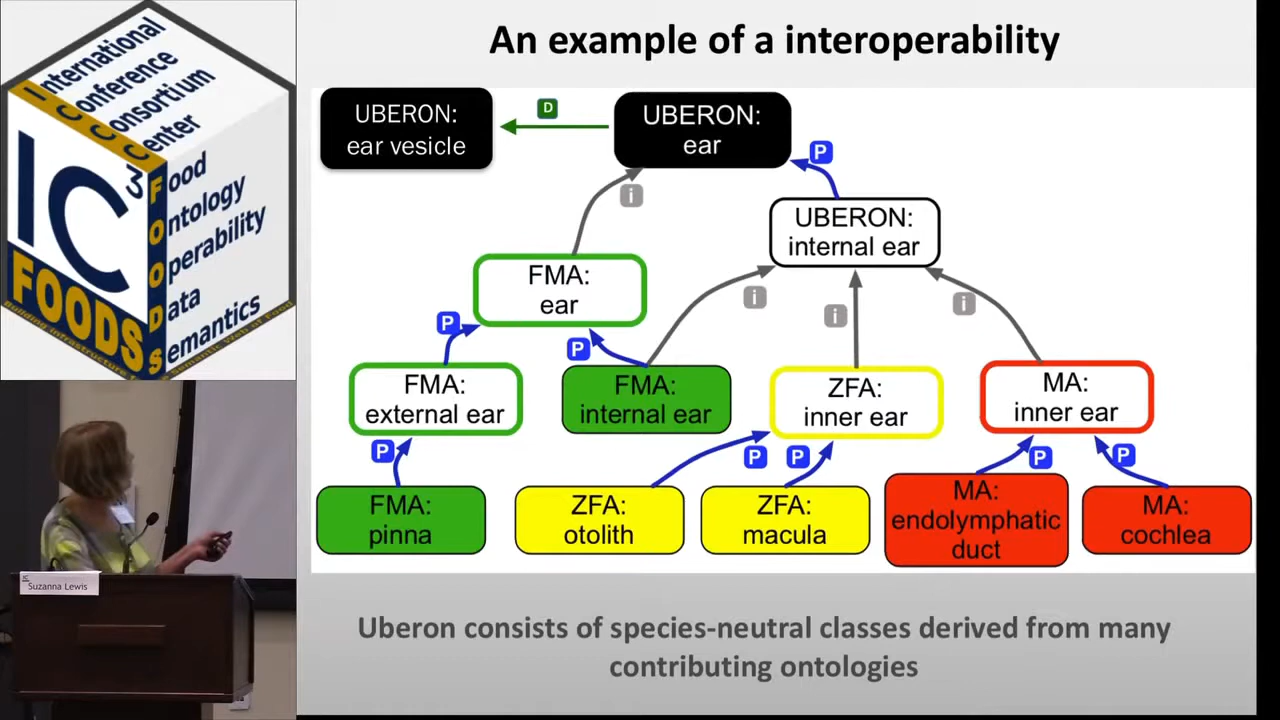 International
Conference
Consortium
Center
IC3
FOODS
Food
Ontology
Operability
Data
Semantics
Suzanna Lewis
An example of a interoperability
UBERON:
ear vesicle
D
UBERON:
ear
P
i
UBERON:
internal ear
FMA:
ear
i
i
i
P
P
FMA:
external ear
FMA:
internal ear
ZFA:
inner ear
MA:
inner ear
P
P
P
P
P
FMA:
pinna
ZFA:
otolith
ZFA:
macula
MA:
endolymphatic
duct
MA:
cochlea
Uberon consists of species-neutral classes derived from many
contributing ontologies